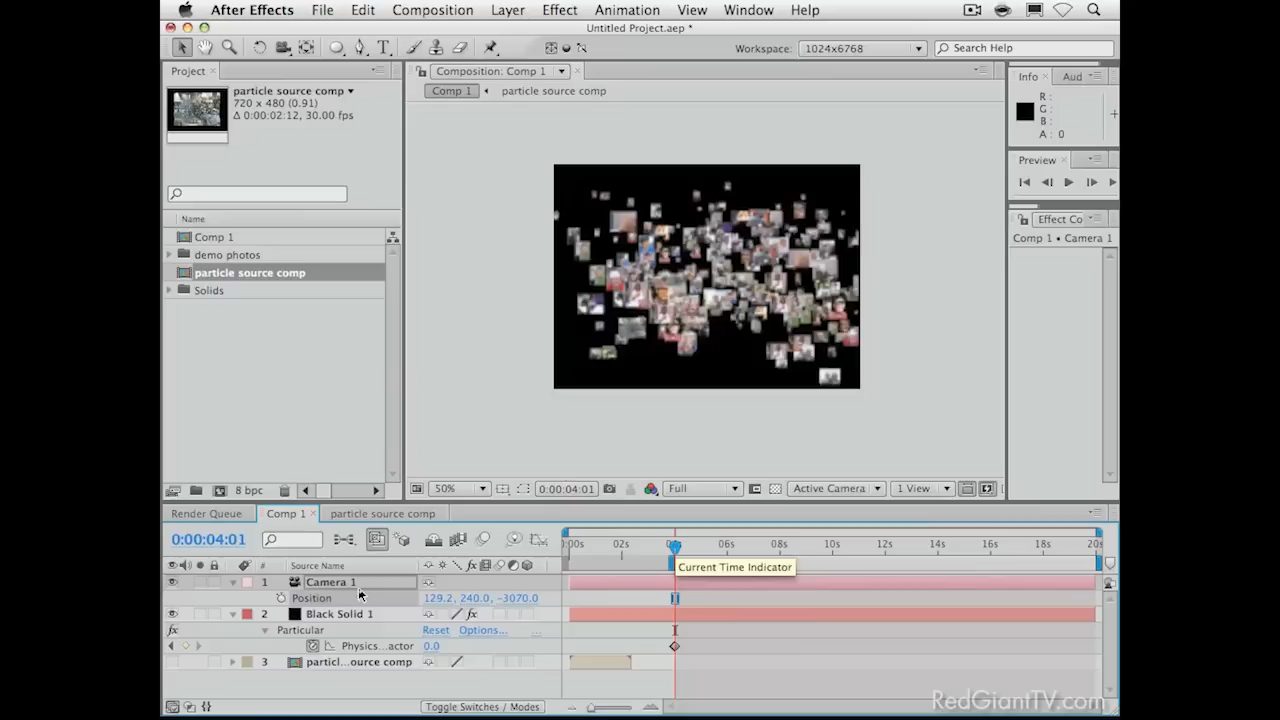 After Effects File Edit Composition Layer Effect Animation View Window Help
Untitled Project.aep *
Workspace: 1024x6768 Search Help
Project Composition: Comp 1 Info Aud
particle source comp
720 x 480 (0.91)
Δ 0:00:02:12, 30.00 fps
Comp 1 particle source comp
R :
G :
B :
A : 0
Preview
Effect Co
Comp 1 • Camera 1
Name
Comp 1
demo photos
particle source comp
Solids
8 bpc
50% 0:00:04:01 Full Active Camera 1 View
Render Queue Comp 1 particle source comp
0:00:04:01
0:00s 02s 06s 08s 10s 12s 14s 16s 18s 20s
# Source Name
Current Time Indicator
1 Camera 1
Position 129.2, 240.0, -3070.0
2 Black Solid 1
Particular Reset Options... ...
Physics...actor 0.0
3 particl...ource comp
Toggle Switches / Modes
RedGiantTV.com